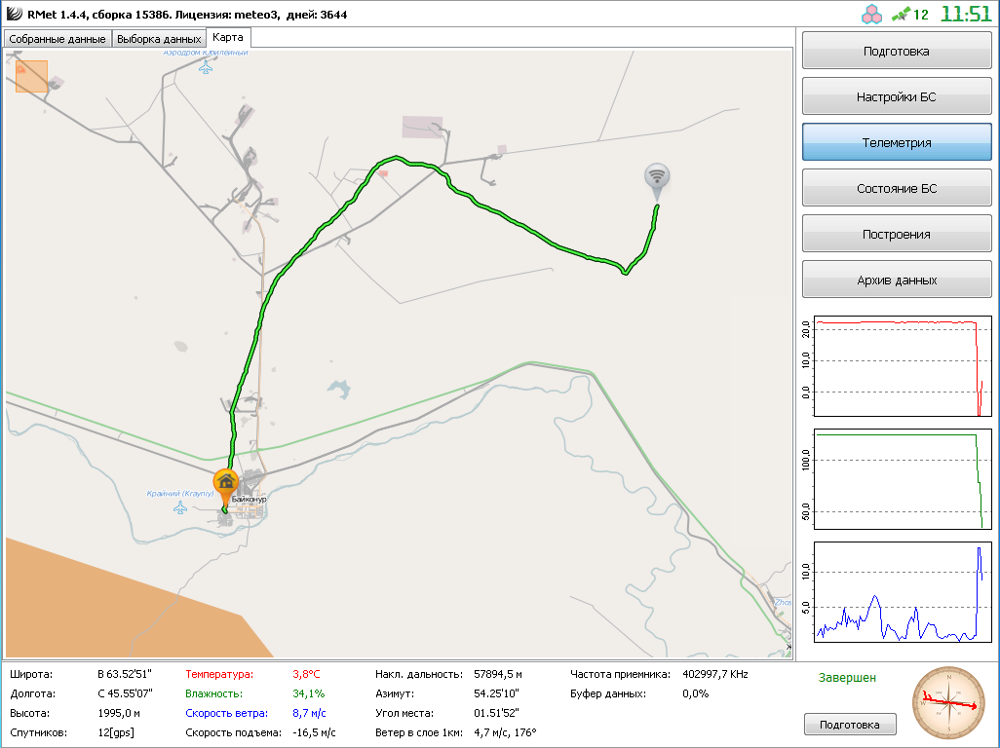 RMet 1.4.4, сборка 15386. Лицензия: meteo3, дней: 3644
12 11:51
Собранные данные Выборка данных Карта
Аэродром Юбилейный
Крайний (Krayniy)
Байконур
Zhos
Подготовка
Настройки БС
Телеметрия
Состояние БС
Построения
Архив данных
20,0
10,0
0,0
100,0
50,0
10,0
5,0
Широта: В 63.52'51" Температура: 3,8°C Накл. дальность: 57894,5 м Частота приемника: 402997,7 KHz Завершен
Долгота: С 45.55'07" Влажность: 34,1% Азимут: 54.25'10" Буфер данных: 0,0%
Высота: 1995,0 м Скорость ветра: 8,7 м/с Угол места: 01.51'52"
Спутников: 12[gps] Скорость подъема: -16,5 м/с Ветер в слое 1км: 4,7 м/с, 176°
Подготовка